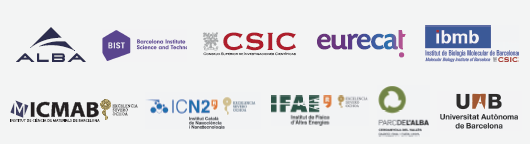 ALBA
BIST
Barcelona Institute
Science and Techn
CSIC
CONSEJO SUPERIOR DE INVESTIGACIONES CIENTÍFICAS
eurecat
ibmb
Institut de Biologia Molecular de Barcelona
Molecular Biology Institute of Barcelona
CSIC
ICMAB
INSTITUT DE CIÈNCIA DE MATERIALS DE BARCELONA
EXCELENCIA
SEVERO
OCHOA
ICN2
Institut Català
de Nanociència
i Nanotecnologia
EXCELENCIA
SEVERO
OCHOA
IFAE
Institut de Física
d'Altes Energies
EXCELENCIA
SEVERO
OCHOA
PARC DE L'ALBA
CERDANYOLA DEL VALLÈS
UAB
Universitat Autònoma
de Barcelona